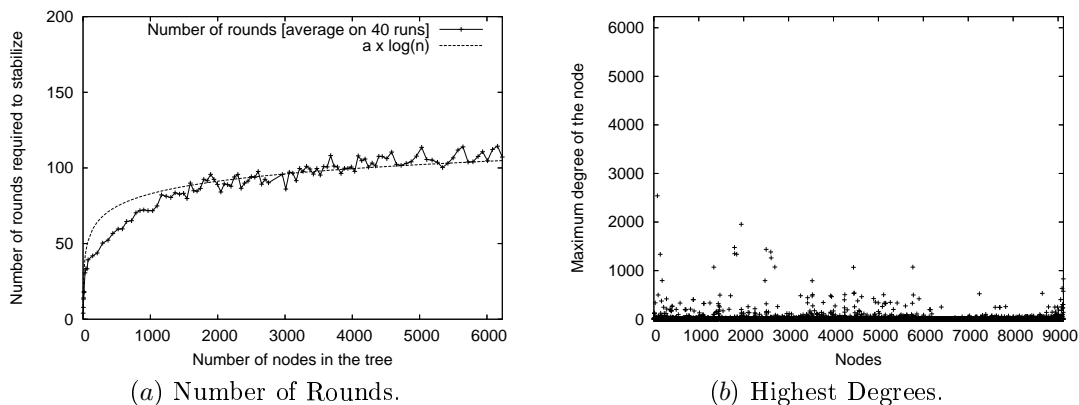 Number of rounds required to stabilize
200
150
100
50
0
Number of rounds [average on 40 runs]
a x log(n)
0 1000 2000 3000 4000 5000 6000
Number of nodes in the tree
(a) Number of Rounds.
Maximum degree of the node
6000
5000
4000
3000
2000
1000
0
0 1000 2000 3000 4000 5000 6000 7000 8000 9000
Nodes
(b) Highest Degrees.